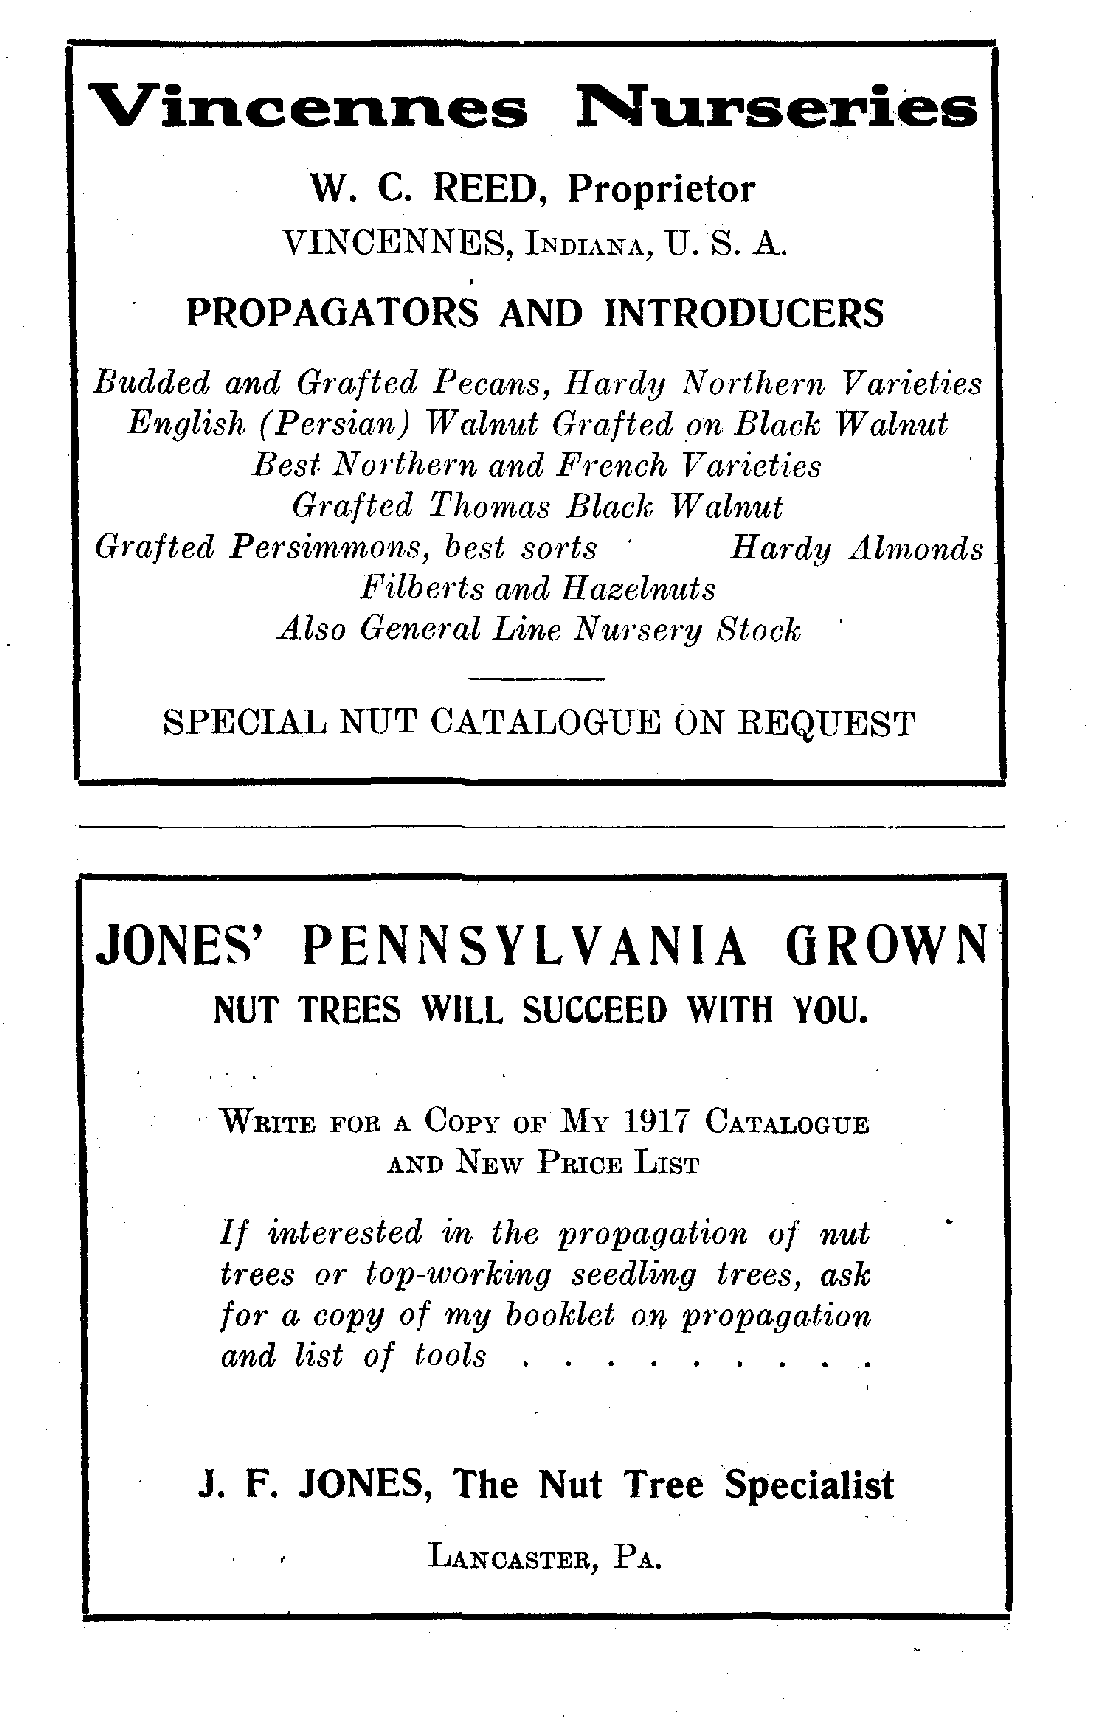 Vincennes Nurseries
W. C. REED, Proprietor
VINCENNES, INDIANA, U. S. A.
PROPAGATORS AND INTRODUCERS
Budded and Grafted Pecans, Hardy Northern Varieties
English (Persian) Walnut Grafted on Black Walnut
Best Northern and French Varieties
Grafted Thomas Black Walnut
Grafted Persimmons, best sorts Hardy Almonds
Filberts and Hazelnuts
Also General Line Nursery Stock
SPECIAL NUT CATALOGUE ON REQUEST
JONES' PENNSYLVANIA GROWN
NUT TREES WILL SUCCEED WITH YOU.
WRITE FOR A COPY OF MY 1917 CATALOGUE
AND NEW PRICE LIST
If interested in the propagation of nut
trees or top-working seedling trees, ask
for a copy of my booklet on propagation
and list of tools . . . . . . . . .
J. F. JONES, The Nut Tree Specialist
LANCASTER, PA.